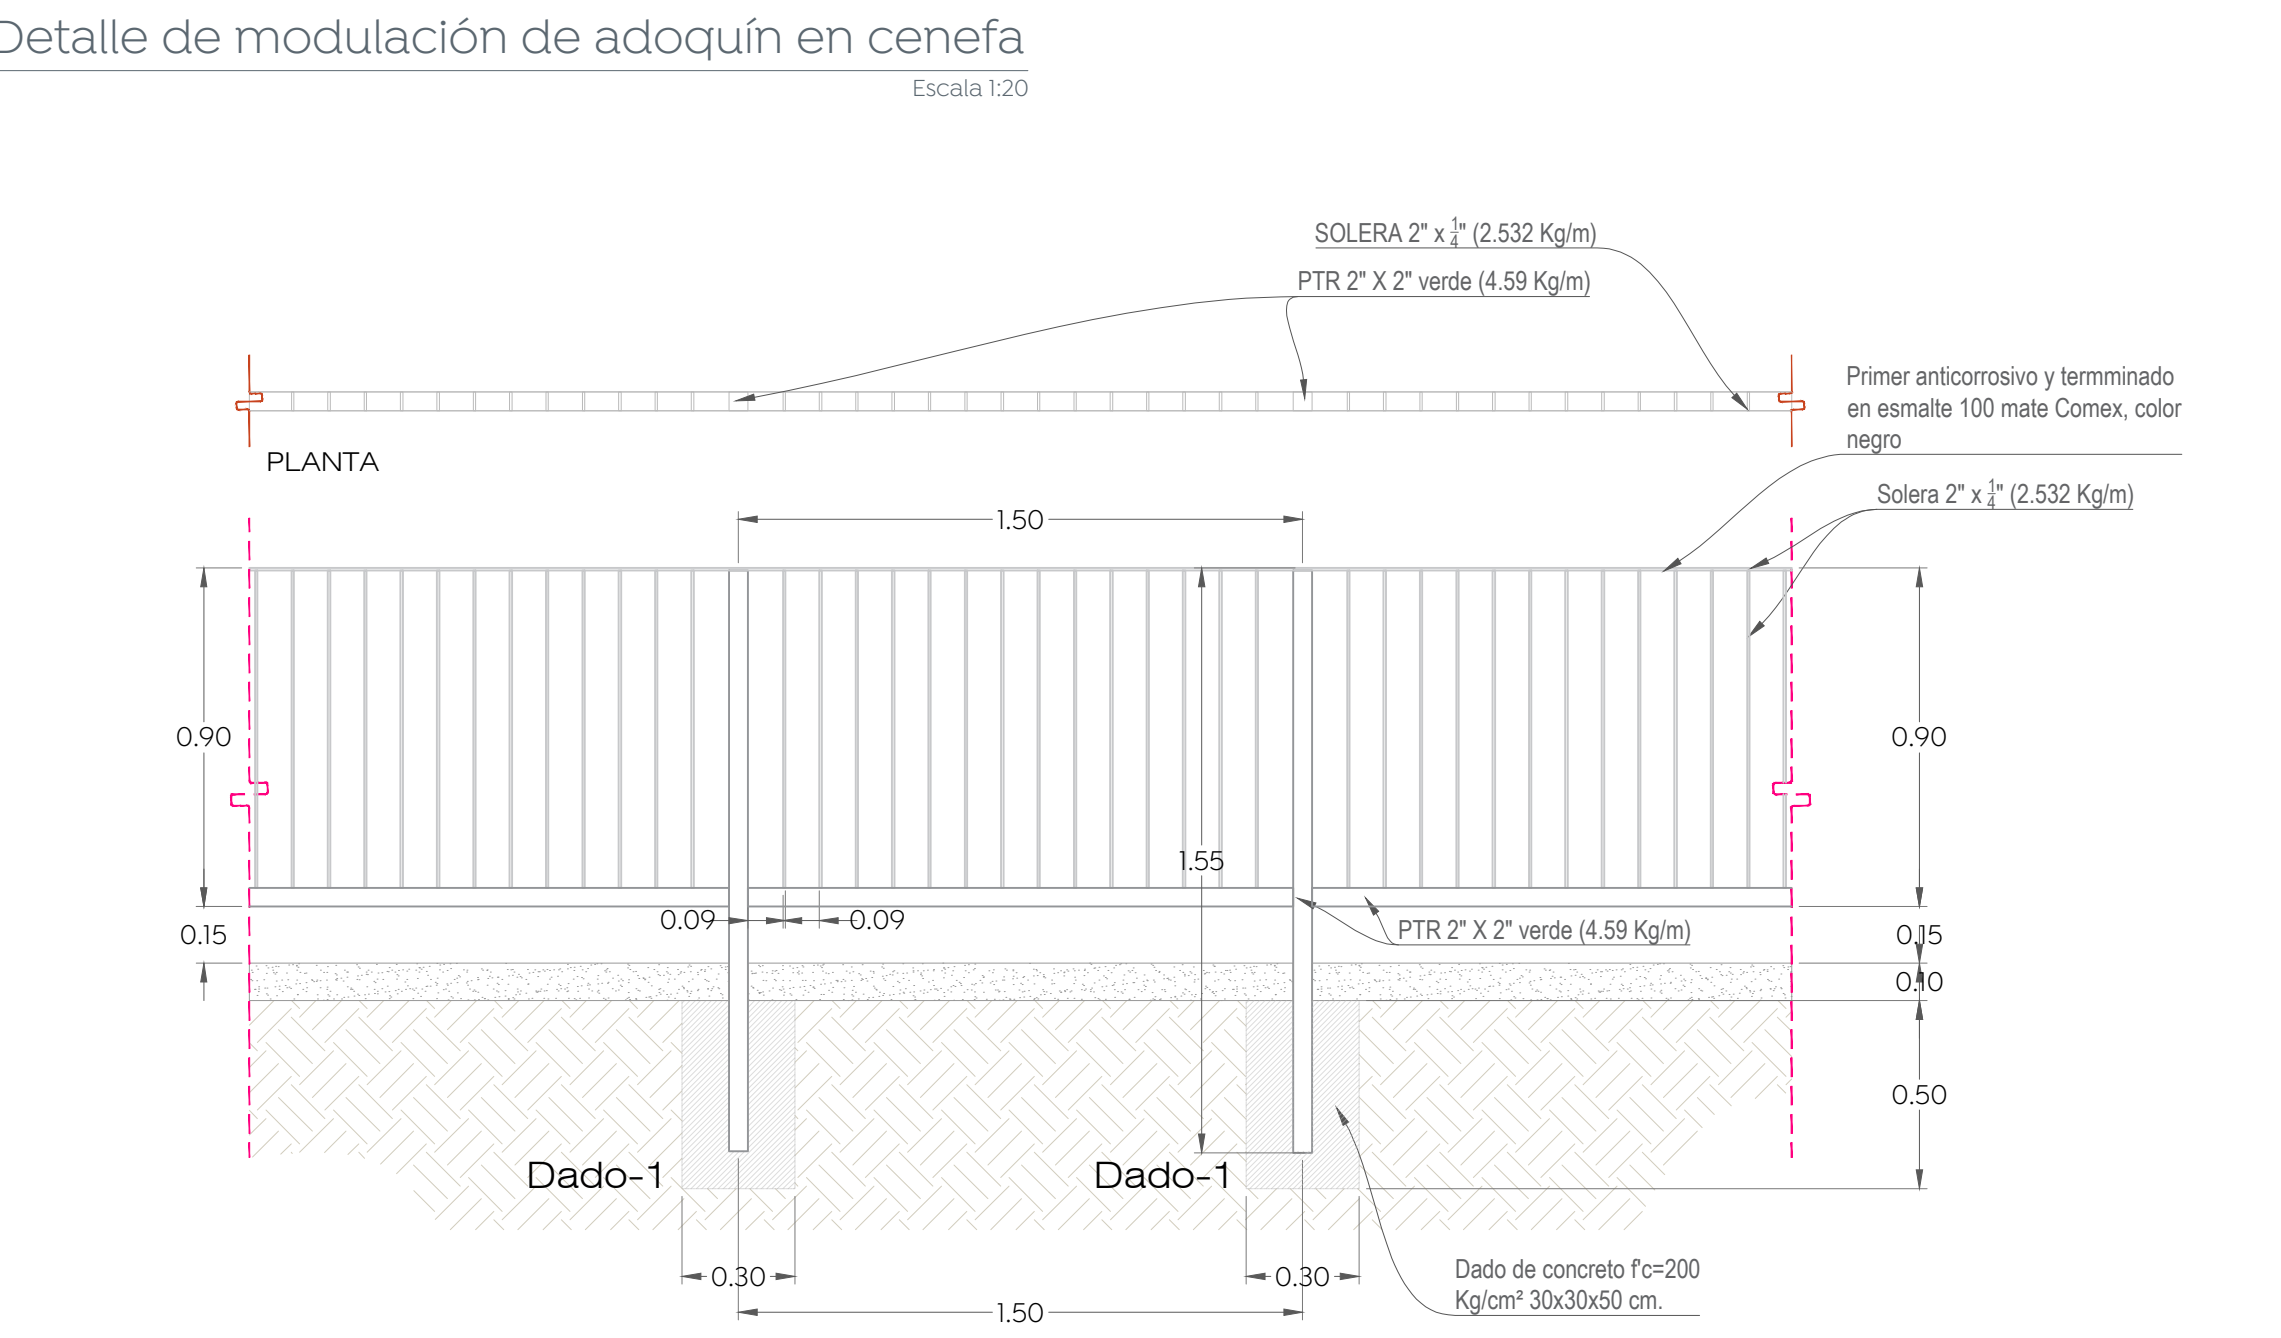 Detalle de modulación de adoquín en cenefa
Escala 1:20
SOLERA 2" x 1/4" (2.532 Kg/m)
PTR 2" X 2" verde (4.59 Kg/m)
Primer anticorrosivo y termminado
en esmalte 100 mate Comex, color
negro
PLANTA
Solera 2" x 1/4" (2.532 Kg/m)
1.50
0.90
0.90
1.55
0.09
0.09
PTR 2" X 2" verde (4.59 Kg/m)
0.15
0.15
0.10
0.50
Dado-1
Dado-1
0.30
0.30
Dado de concreto f'c=200
Kg/cm² 30x30x50 cm.
1.50